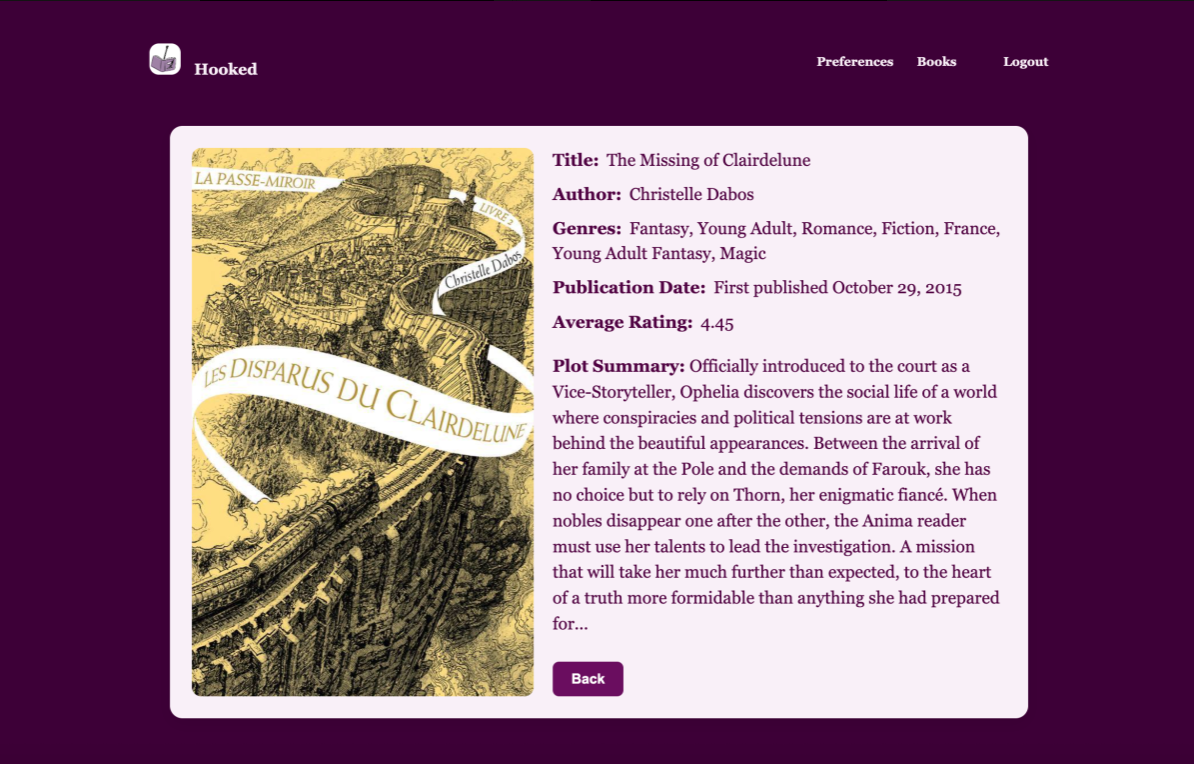 Hooked
Preferences
Books
Logout
LA PASSE-MIROIR
LIVRE 2
Christelle Dabos
LES DISPARUS DU CLAIRDELUNE
Title: The Missing of Clairdelune
Author: Christelle Dabos
Genres: Fantasy, Young Adult, Romance, Fiction, France,
Young Adult Fantasy, Magic
Publication Date: First published October 29, 2015
Average Rating: 4.45
Plot Summary: Officially introduced to the court as a
Vice-Storyteller, Ophelia discovers the social life of a world
where conspiracies and political tensions are at work
behind the beautiful appearances. Between the arrival of
her family at the Pole and the demands of Farouk, she has
no choice but to rely on Thorn, her enigmatic fiancé. When
nobles disappear one after the other, the Anima reader
must use her talents to lead the investigation. A mission
that will take her much further than expected, to the heart
of a truth more formidable than anything she had prepared
for...
Back